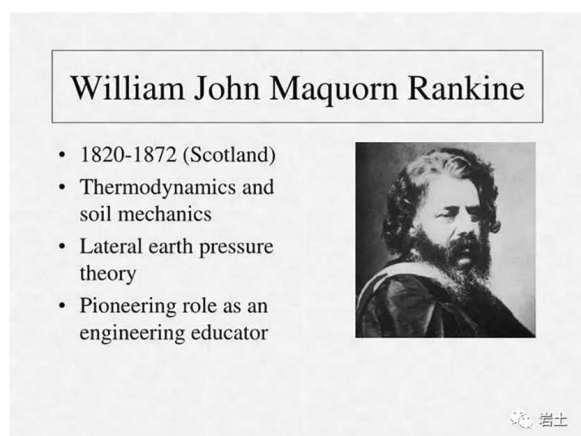 William John Maquorn Rankine
• 1820-1872 (Scotland)
• Thermodynamics and
soil mechanics
• Lateral earth pressure
theory
• Pioneering role as an
engineering educator
岩土